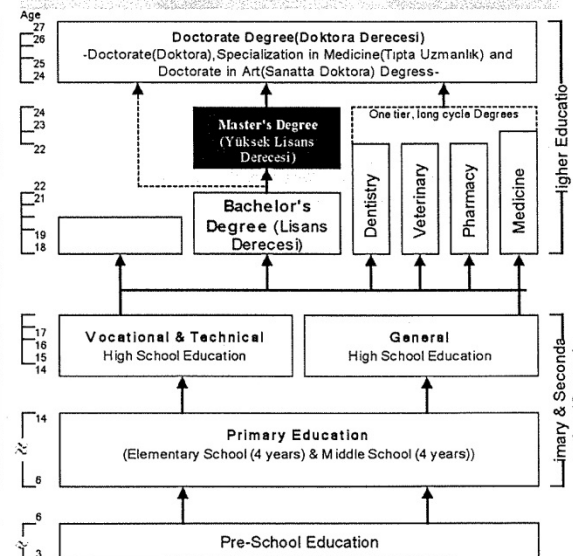 Age
27
26
25
24
Doctorate Degree(Doktora Derecesi)
-Doctorate(Doktora),Specialization in Medicine(Tıpta Uzmanlık) and
Doctorate in Art(Sanatta Doktora) Degress-
24
23
22
Master's Degree
(Yüksek Lisans
Derecesi)
One tier, long cycle Degrees
22
21
19
18
Bachelor's
Degree (Lisans
Derecesi)
Dentistry
Veterinary
Pharmacy
Medicine
igher Educatio
17
16
15
14
Vocational & Technical
High School Education
General
High School Education
14
6
Primary Education
(Elementary School (4 years) & Middle School (4 years))
imary & Seconda
6
3
Pre-School Education